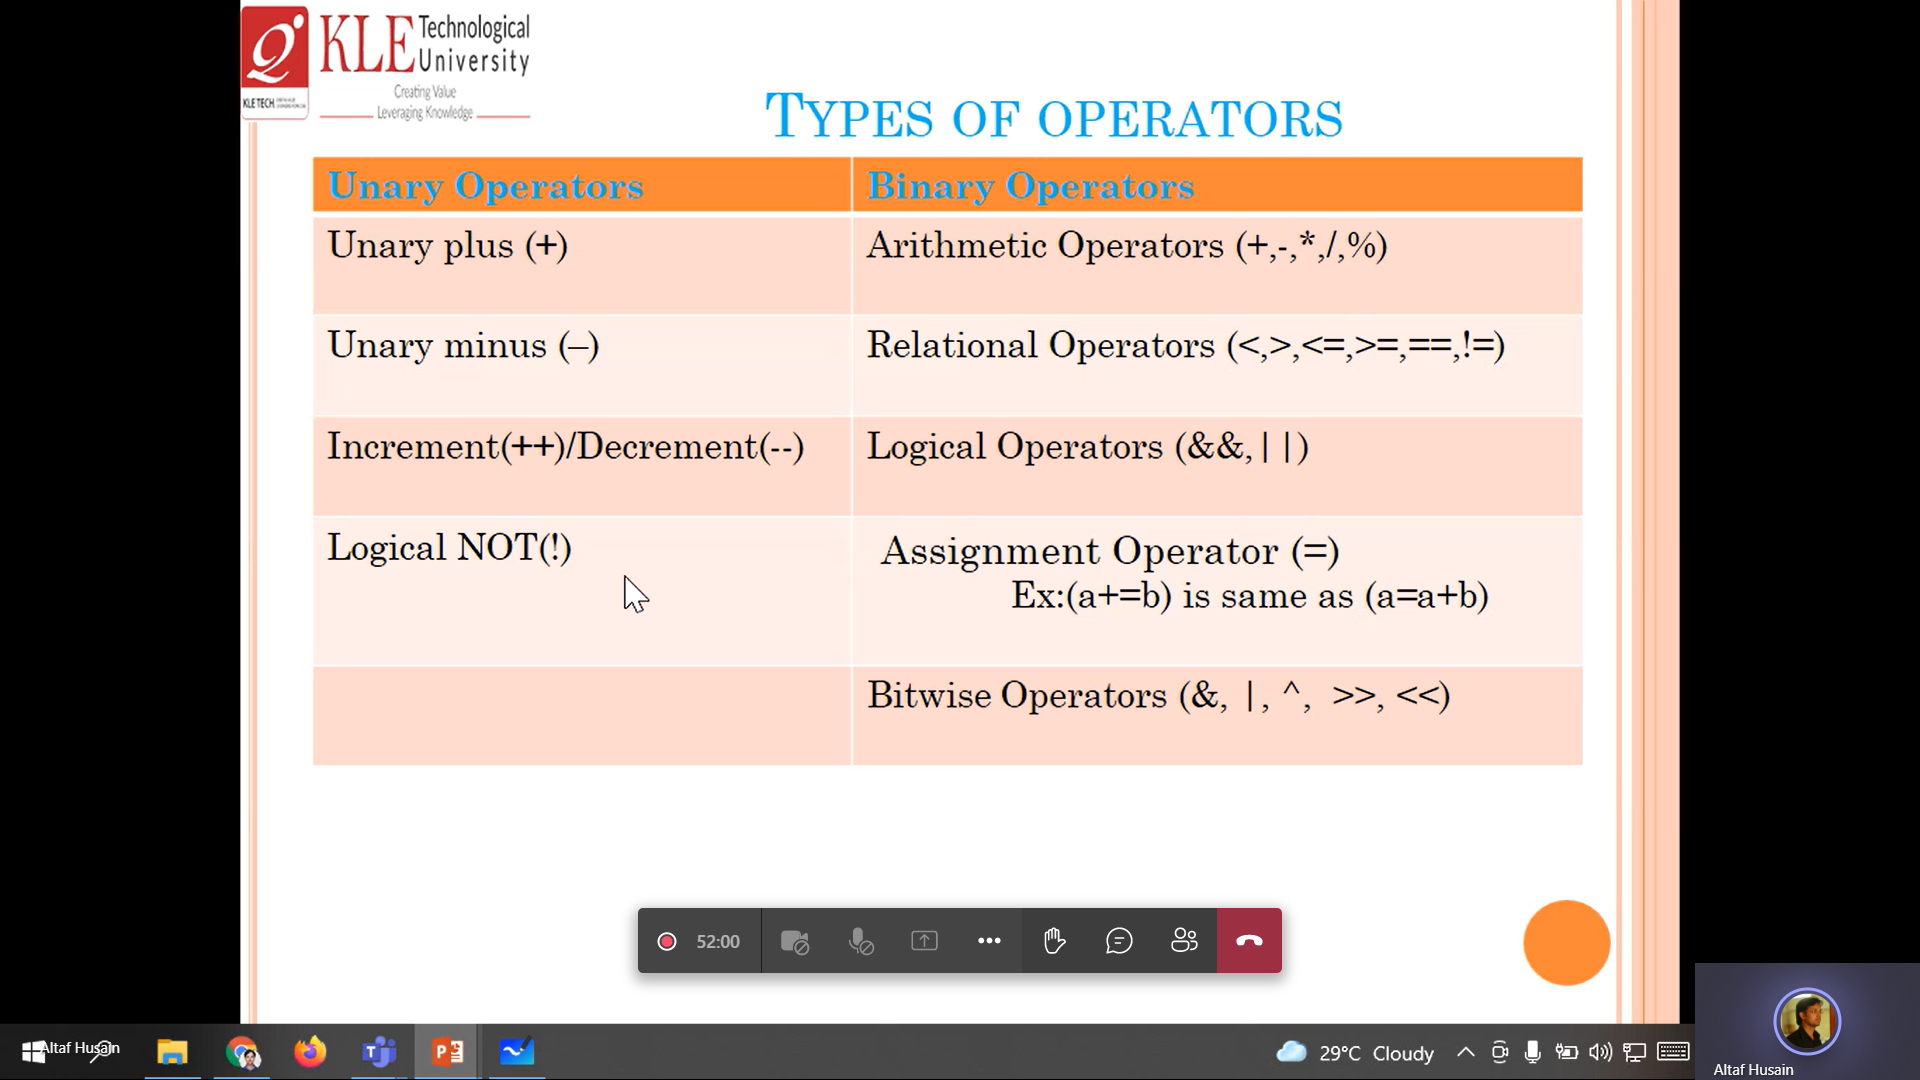 KLE Technological University
Creating Value
Leveraging Knowledge
KLE TECH
TYPES OF OPERATORS
Unary Operators
Binary Operators
Unary plus (+)
Arithmetic Operators (+,-,*,/,%)
Unary minus (–)
Relational Operators (<,>,<=,>=,==,!=)
Increment(++)/Decrement(--)
Logical Operators (&&,||)
Logical NOT(!)
Assignment Operator (=)
Ex:(a+=b) is same as (a=a+b)
Bitwise Operators (&, |, ^, >>, <<)
52:00
Altaf Husain
29°C Cloudy
Altaf Husain